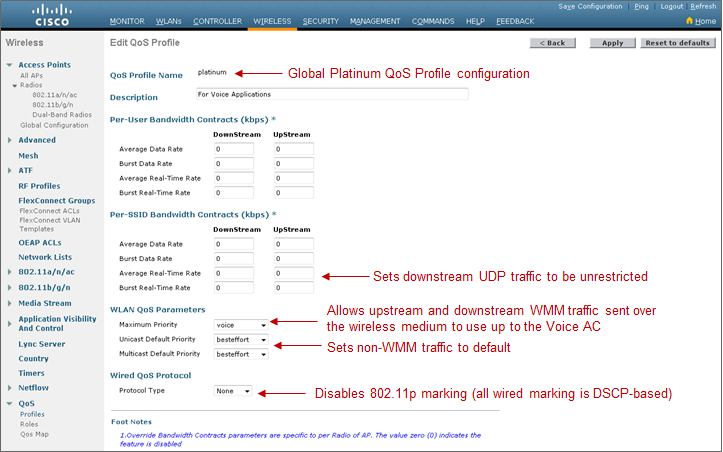 Save Configuration | Ping | Logout | Refresh
CISCO
MONITOR WLANs CONTROLLER WIRELESS SECURITY MANAGEMENT COMMANDS HELP FEEDBACK Home
Wireless
Access Points
All APs
Radios
802.11a/n/ac
802.11b/g/n
Dual-Band Radios
Global Configuration
Advanced
Mesh
ATF
RF Profiles
FlexConnect Groups
FlexConnect ACLs
FlexConnect VLAN
Templates
OEAP ACLs
Network Lists
802.11a/n/ac
802.11b/g/n
Media Stream
Application Visibility
And Control
Lync Server
Country
Timers
Netflow
QoS
Profiles
Roles
Qos Map
Edit QoS Profile
< Back Apply Reset to defaults
QoS Profile Name platinum
Global Platinum QoS Profile configuration
Description For Voice Applications
Per-User Bandwidth Contracts (kbps) *
DownStream UpStream
Average Data Rate 0 0
Burst Data Rate 0 0
Average Real-Time Rate 0 0
Burst Real-Time Rate 0 0
Per-SSID Bandwidth Contracts (kbps) *
DownStream UpStream
Average Data Rate 0 0
Burst Data Rate 0 0
Average Real-Time Rate 0 0
Sets downstream UDP traffic to be unrestricted
Burst Real-Time Rate 0 0
WLAN QoS Parameters
Maximum Priority voice
Allows upstream and downstream WMM traffic sent over
the wireless medium to use up to the Voice AC
Unicast Default Priority besteffort
Sets non-WMM traffic to default
Multicast Default Priority besteffort
Wired QoS Protocol
Protocol Type None
Disables 802.11p marking (all wired marking is DSCP-based)
Foot Notes
1.Override Bandwidth Contracts parameters are specific to per Radio of AP. The value zero (0) indicates the
feature is disabled